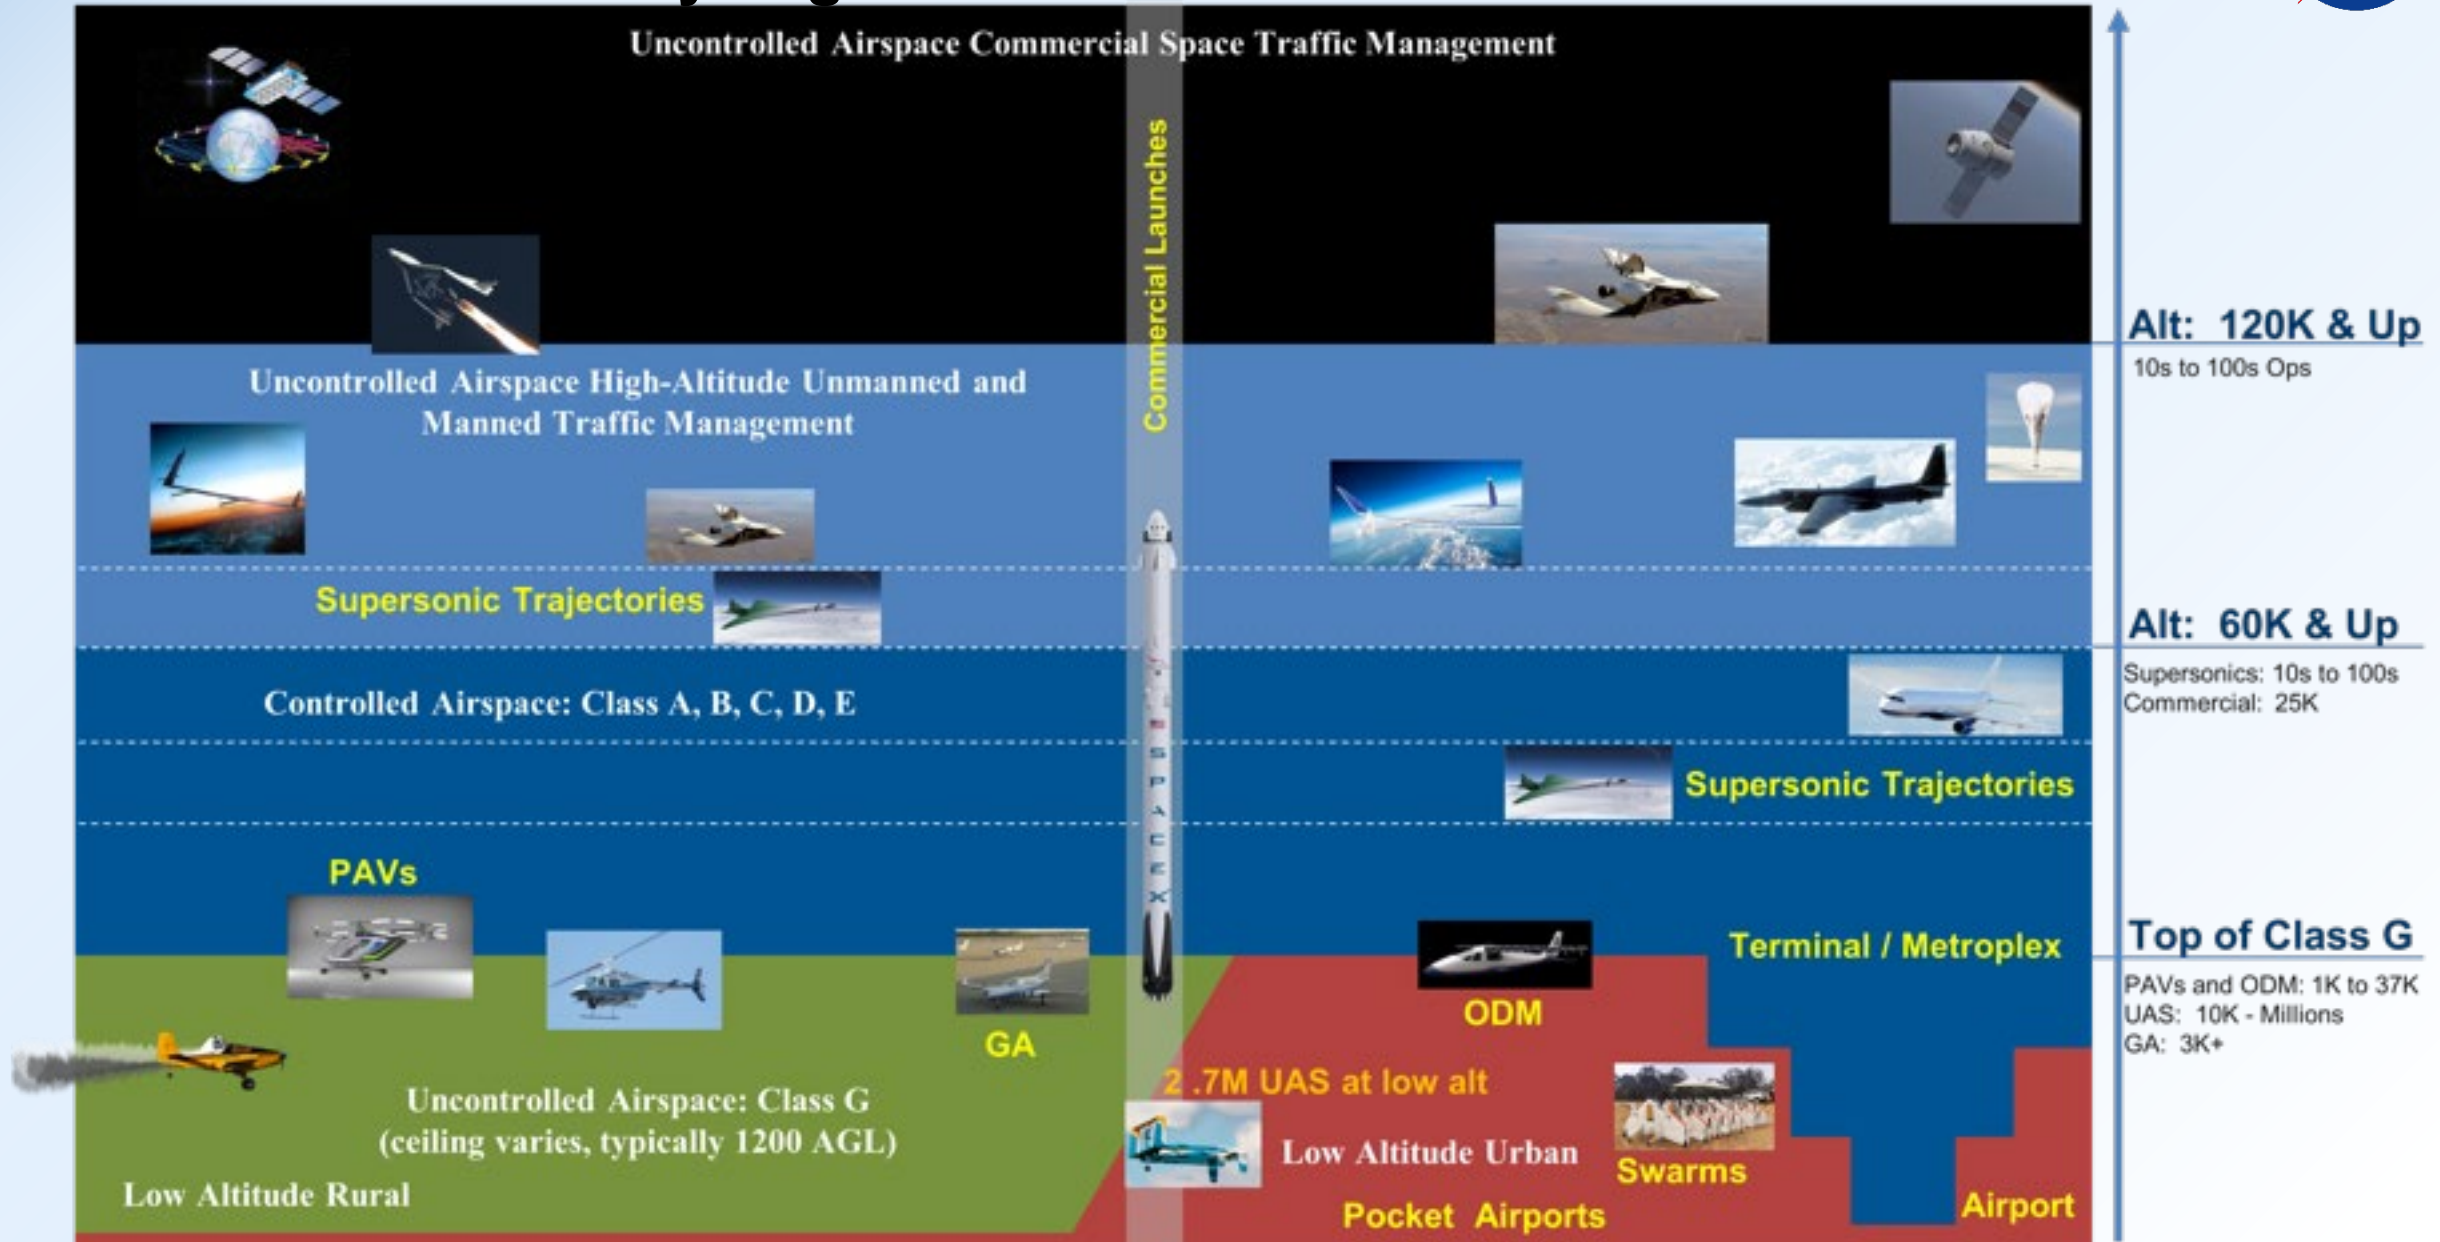 Uncontrolled Airspace Commercial Space Traffic Management
Commercial Launches
Alt: 120K & Up
10s to 100s Ops
Uncontrolled Airspace High-Altitude Unmanned and
Manned Traffic Management
Supersonic Trajectories
Alt: 60K & Up
Supersonics: 10s to 100s
Commercial: 25K
Controlled Airspace: Class A, B, C, D, E
SPACEX
Supersonic Trajectories
PAVs
Terminal / Metroplex
Top of Class G
PAVs and ODM: 1K to 37K
UAS: 10K - Millions
GA: 3K+
ODM
GA
2 .7M UAS at low alt
Uncontrolled Airspace: Class G
(ceiling varies, typically 1200 AGL)
Low Altitude Urban
Swarms
Low Altitude Rural
Pocket Airports
Airport